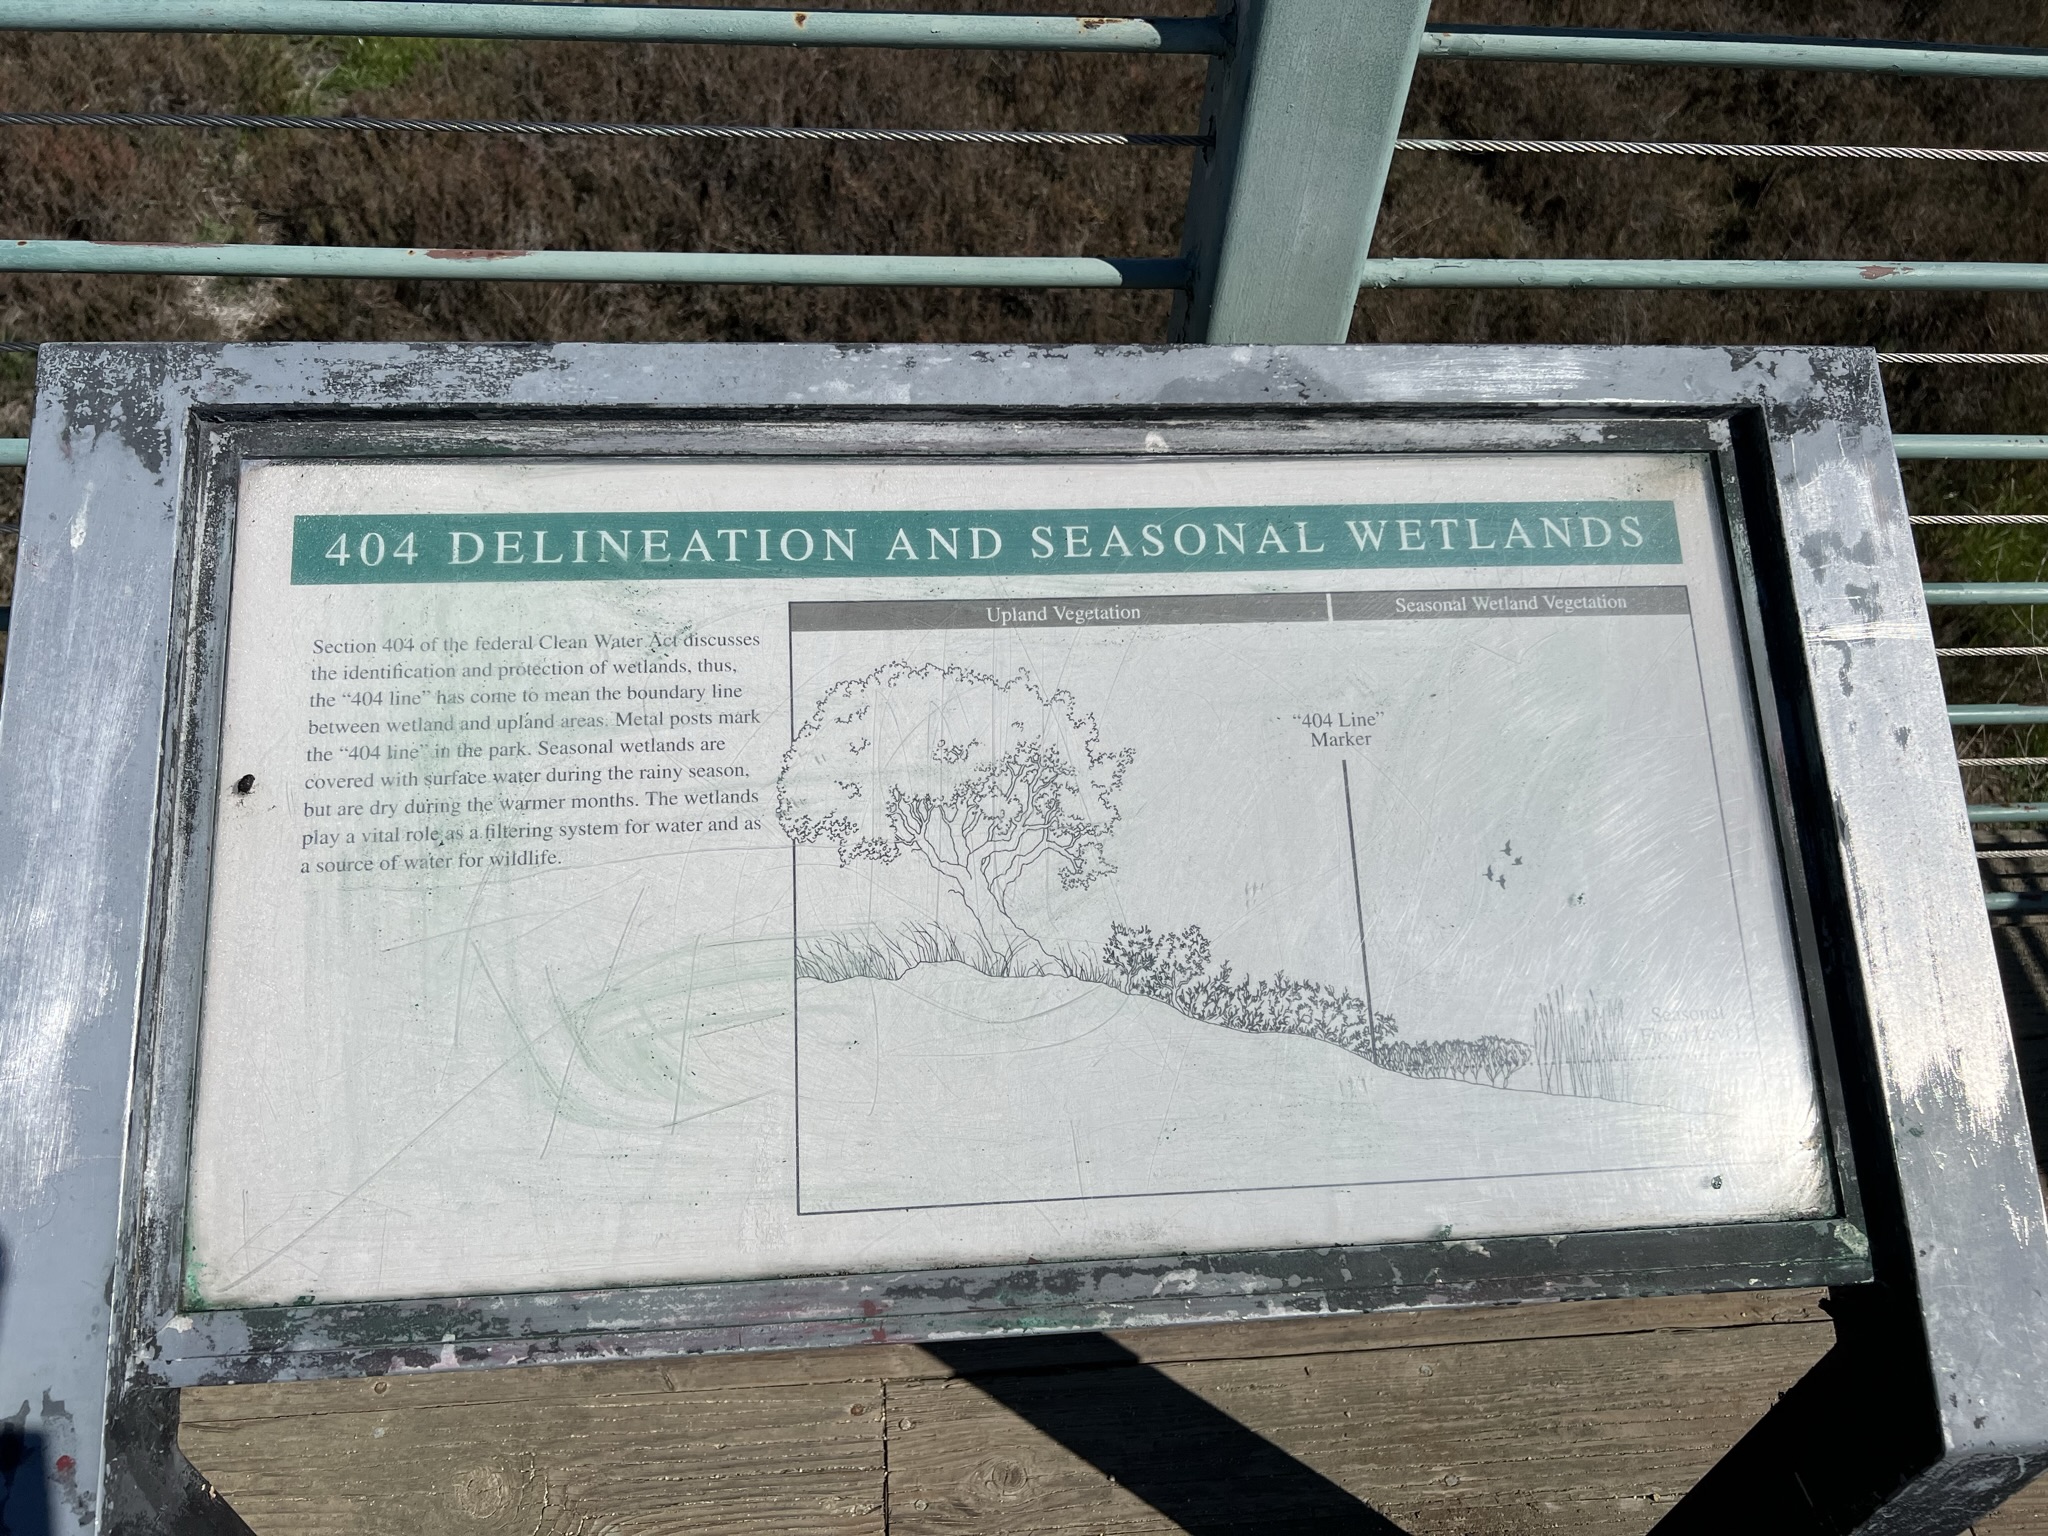 404 DELINEATION AND SEASONAL WETLANDS
Section 404 of the federal Clean Water Act discusses
the identification and protection of wetlands, thus,
the “404 line” has come to mean the boundary line
between wetland and upland areas. Metal posts mark
the “404 line” in the park. Seasonal wetlands are
covered with surface water during the rainy season,
but are dry during the warmer months. The wetlands
play a vital role as a filtering system for water and as
a source of water for wildlife.
Upland Vegetation
Seasonal Wetland Vegetation
“404 Line”
Marker
Seasonal